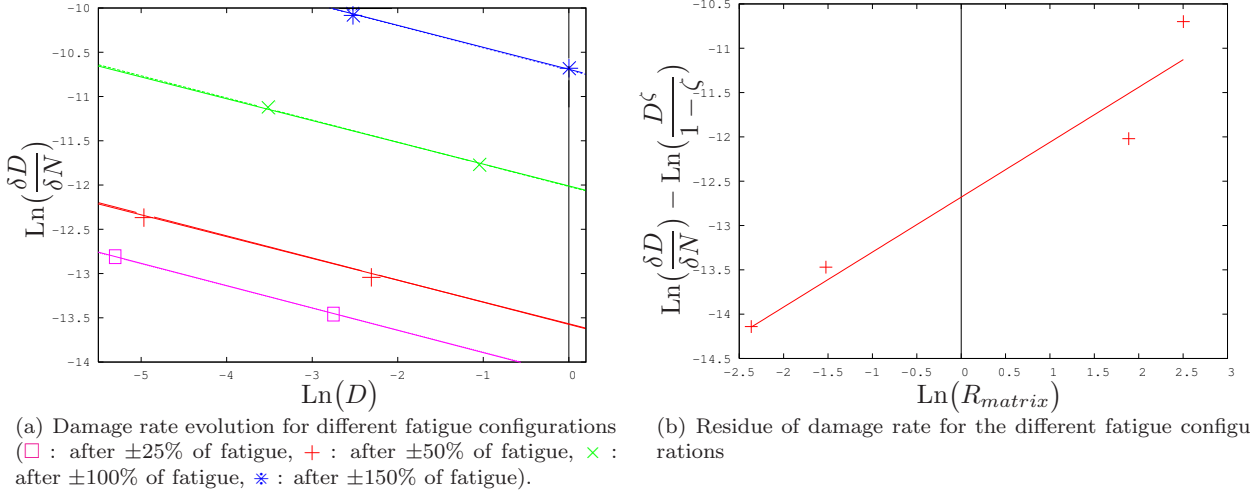 −10
−10.5
−11
−11.5
−12
−12.5
−13
−13.5
−14
Ln(δD/δN)
−5 −4 −3 −2 −1 0
Ln(D)
(a) Damage rate evolution for different fatigue configurations
(□ : after ±25% of fatigue, + : after ±50% of fatigue, × :
after ±100% of fatigue, ⁎ : after ±150% of fatigue).
−10.5
−11
−11.5
−12
−12.5
−13
−13.5
−14
−14.5
Ln(δD/δN) − Ln(D^ζ/(1 − ζ))
−2.5 −2 −1.5 −1 −0.5 0 0.5 1 1.5 2 2.5 3
Ln(R_matrix)
(b) Residue of damage rate for the different fatigue configu
rations